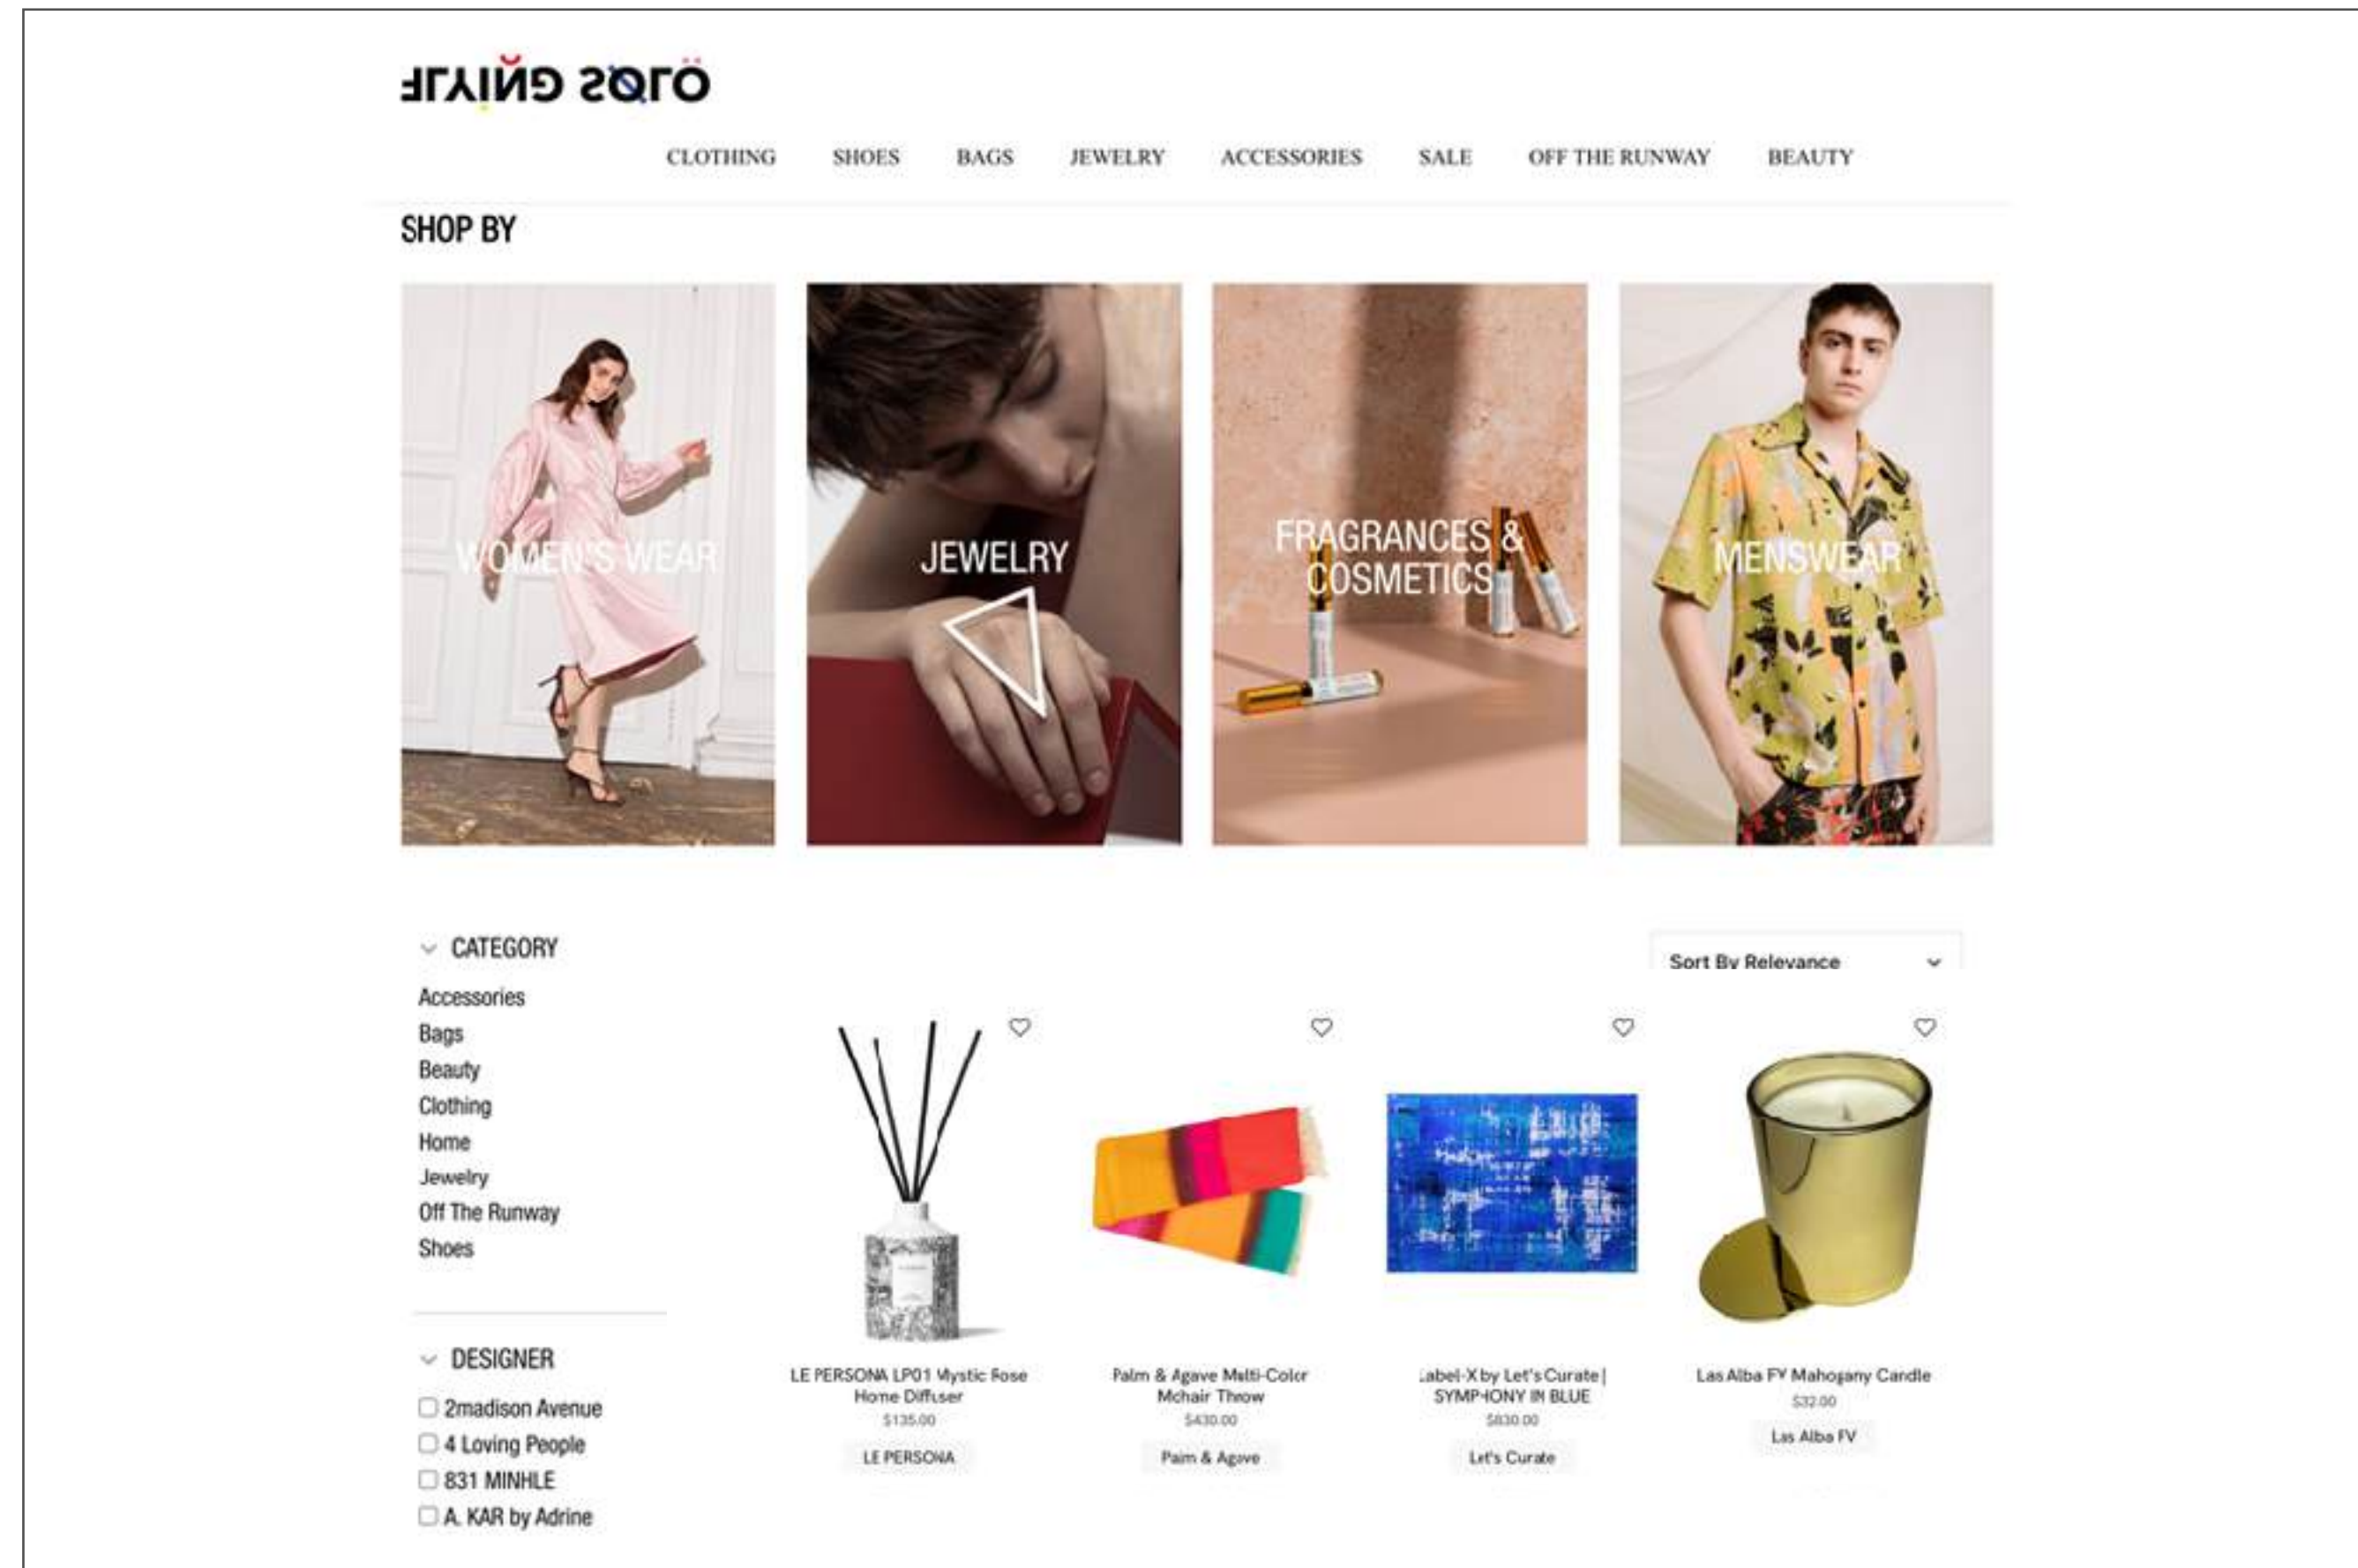 FLYING SOLO
CLOTHING SHOES BAGS JEWELRY ACCESSORIES SALE OFF THE RUNWAY BEAUTY
SHOP BY
WOMEN'S WEAR
JEWELRY
FRAGRANCES &
COSMETICS
MENSWEAR
CATEGORY
Accessories
Bags
Beauty
Clothing
Home
Jewelry
Off The Runway
Shoes
DESIGNER
2madison Avenue
4 Loving People
831 MINHLE
A. KAR by Adrine
Sort By Relevance
LE PERSONA LP01 Mystic Rose
Home Diffuser
$135.00
LE PERSONA
Palm & Agave Multi-Color
Mohair Throw
$430.00
Palm & Agave
Label-X by Let's Curate |
SYMPHONY IN BLUE
$830.00
Let's Curate
Las Alba FV Mahogany Candle
$32.00
Las Alba FV